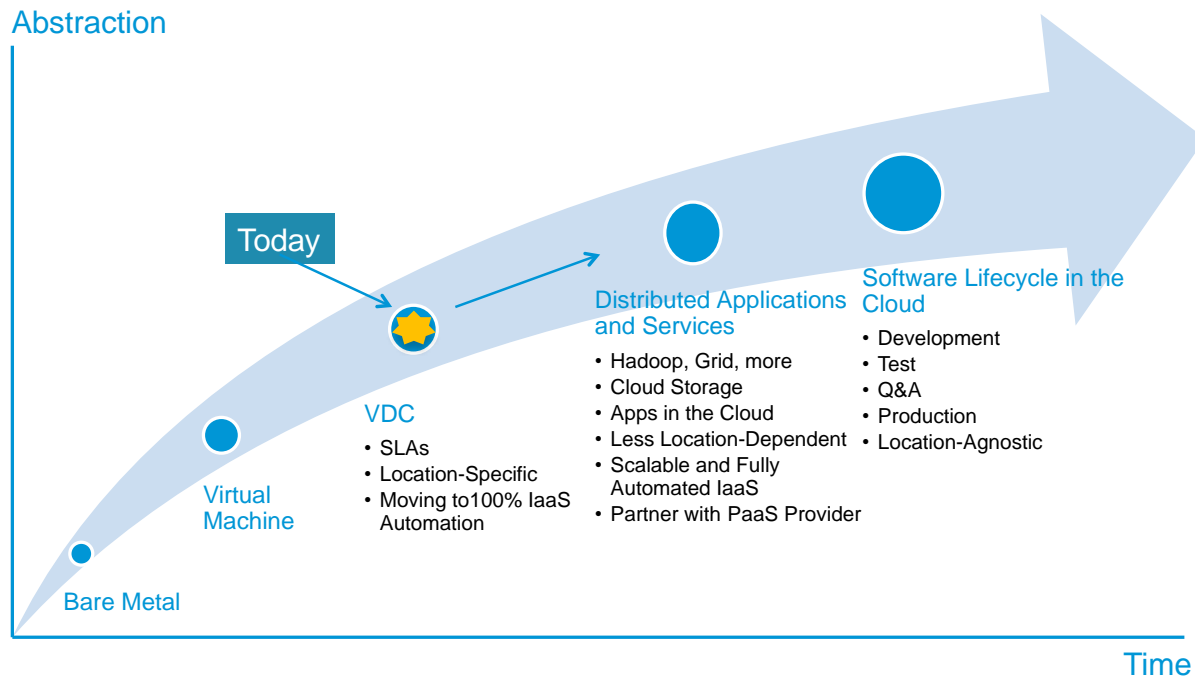 Abstraction
Today
Bare Metal
Virtual
Machine
VDC
• SLAs
• Location-Specific
• Moving to100% IaaS
Automation
Distributed Applications
and Services
• Hadoop, Grid, more
• Cloud Storage
• Apps in the Cloud
• Less Location-Dependent
• Scalable and Fully
Automated IaaS
• Partner with PaaS Provider
Software Lifecycle in the
Cloud
• Development
• Test
• Q&A
• Production
• Location-Agnostic
Time